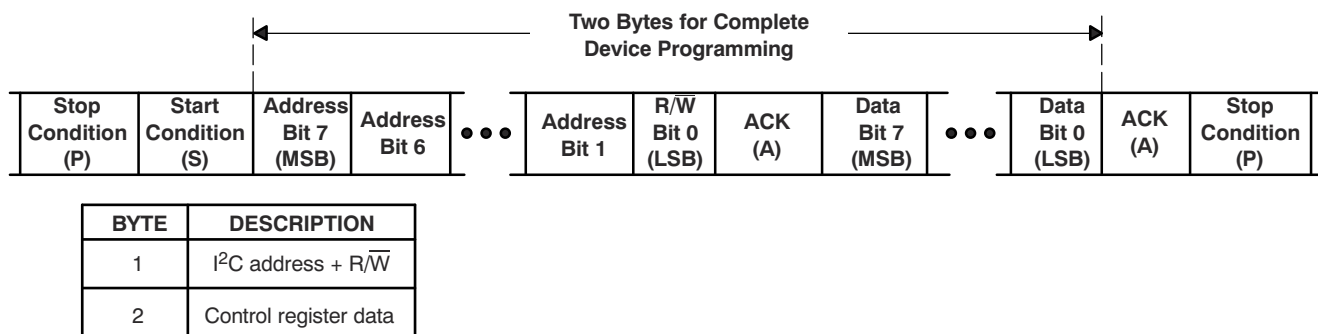 Two Bytes for Complete
Device Programming
Stop
Condition
(P)
Start
Condition
(S)
Address
Bit 7
(MSB)
Address
Bit 6
●●●
Address
Bit 1
R/W̅
Bit 0
(LSB)
ACK
(A)
Data
Bit 7
(MSB)
●●●
Data
Bit 0
(LSB)
ACK
(A)
Stop
Condition
(P)
BYTE DESCRIPTION
1 I²C address + R/W̅
2 Control register data